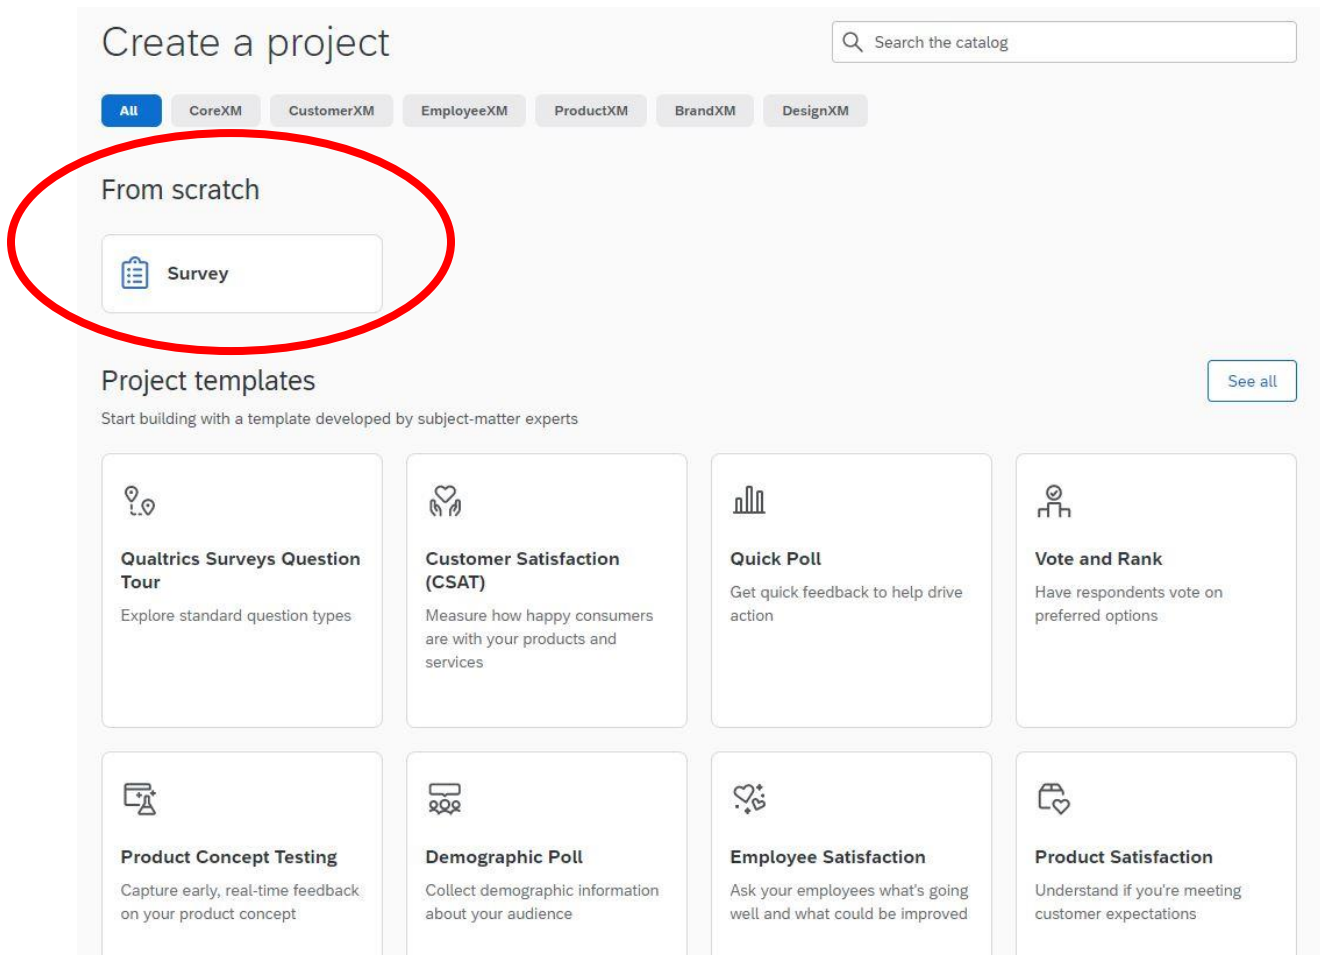 Create a project
Search the catalog
All CoreXM CustomerXM EmployeeXM ProductXM BrandXM DesignXM
From scratch
Survey
Project templates
See all
Start building with a template developed by subject-matter experts
Qualtrics Surveys Question
Tour
Explore standard question types
Customer Satisfaction
(CSAT)
Measure how happy consumers
are with your products and
services
Quick Poll
Get quick feedback to help drive
action
Vote and Rank
Have respondents vote on
preferred options
Product Concept Testing
Capture early, real-time feedback
on your product concept
Demographic Poll
Collect demographic information
about your audience
Employee Satisfaction
Ask your employees what's going
well and what could be improved
Product Satisfaction
Understand if you're meeting
customer expectations